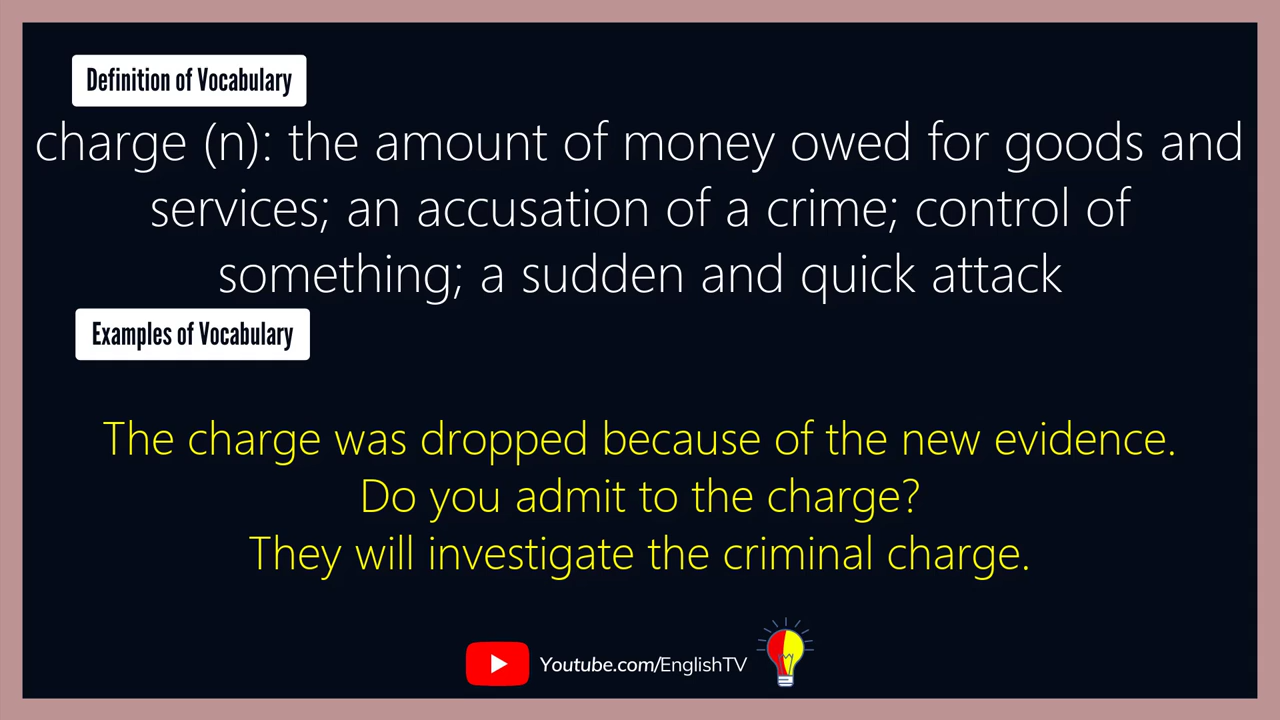 Definition of Vocabulary
charge (n): the amount of money owed for goods and
services; an accusation of a crime; control of
something; a sudden and quick attack
Examples of Vocabulary
The charge was dropped because of the new evidence.
Do you admit to the charge?
They will investigate the criminal charge.
Youtube.com/EnglishTV